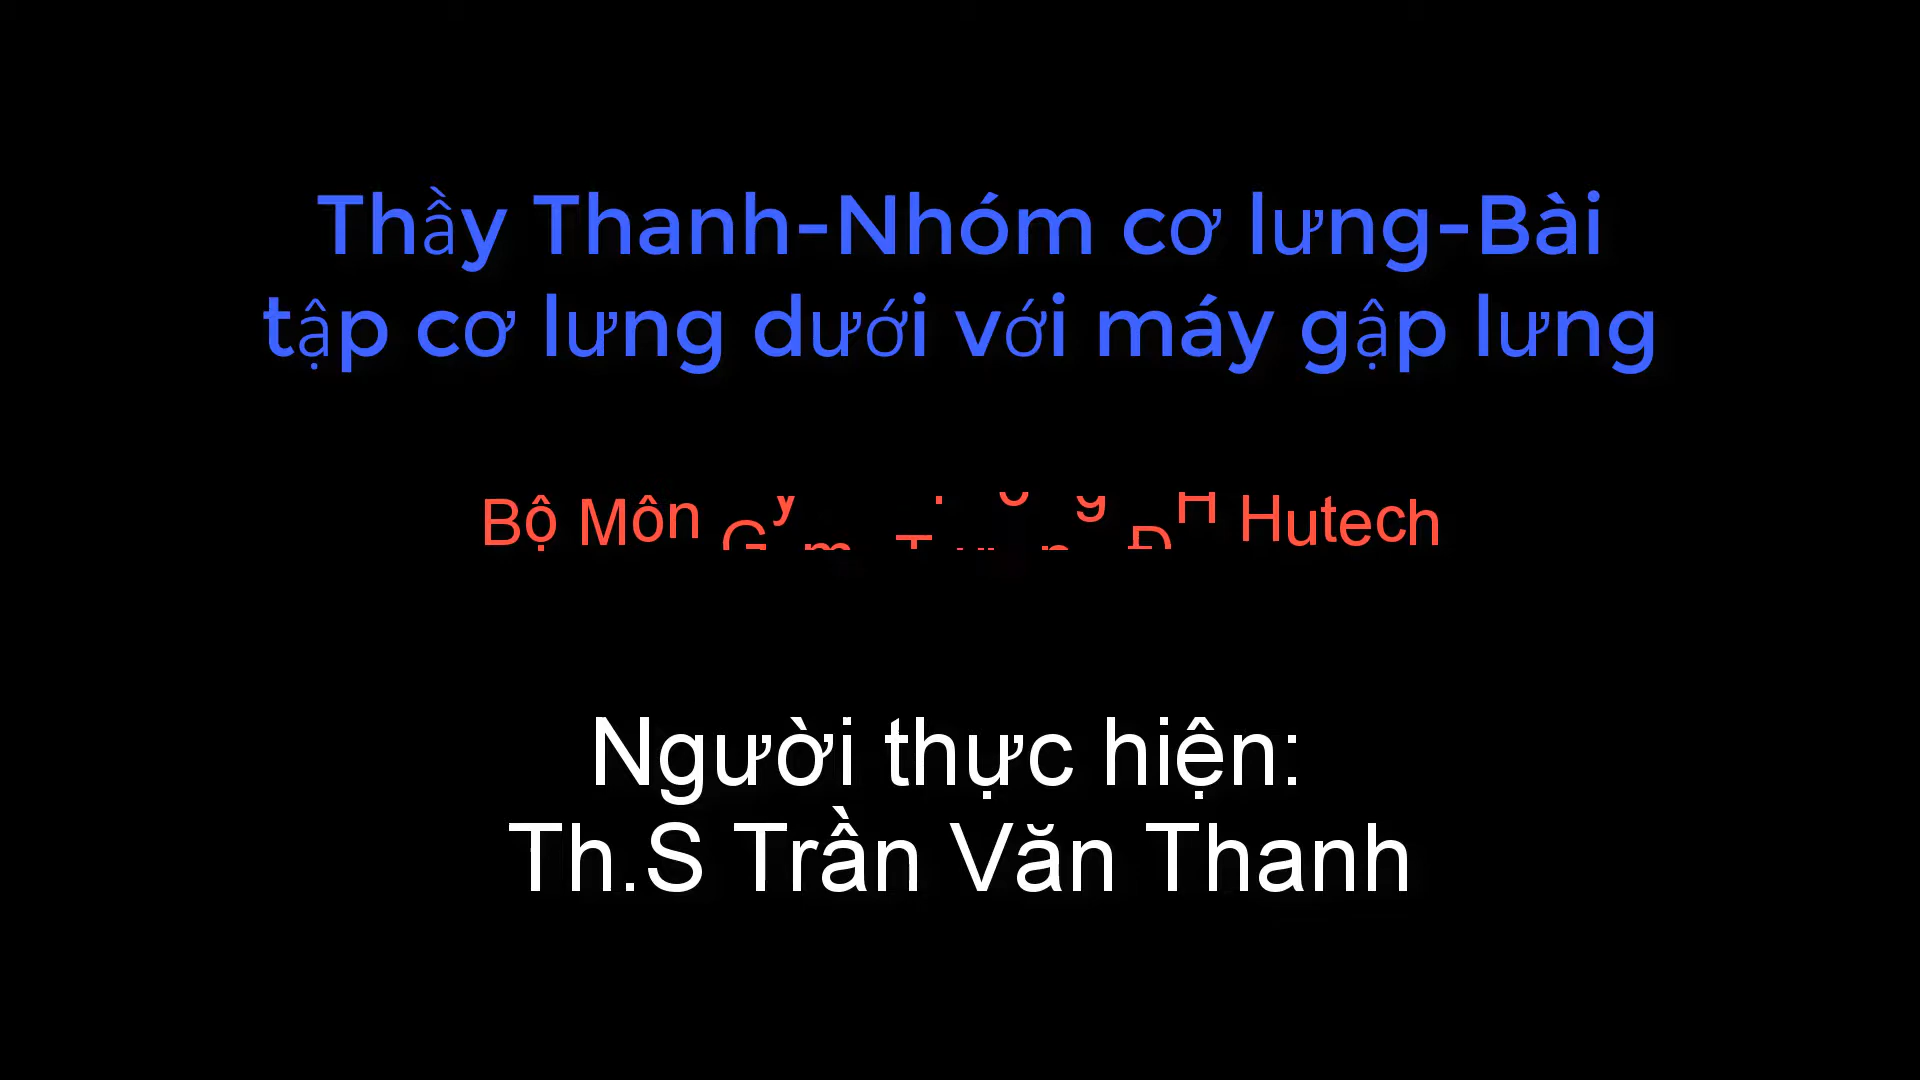 Thầy Thanh-Nhóm cơ lưng-Bài
tập cơ lưng dưới với máy gập lưng
Bộ Môn Hutech
Người thực hiện:
Th.S Trần Văn Thanh